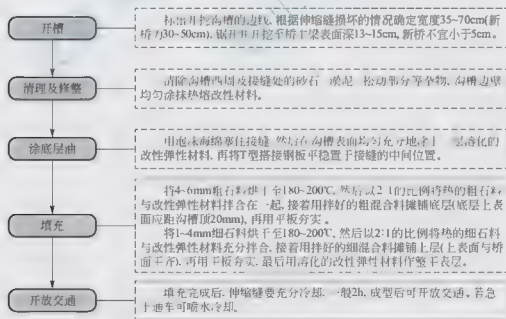 开槽
标出开挖沟槽的边线, 根据伸缩缝损坏的情况确定宽度35~70cm(新
桥为30~50cm), 锯开并开挖至桥主梁表面深13~15cm, 新桥不宜小于5cm。
清理及修整
清除沟槽四周及接缝处的砂石 淤泥 松动部分等杂物, 沟槽边壁
均匀涂抹热熔改性材料。
涂底层油
用泡沫海绵塞住接缝 然后在沟槽表面均匀充分地涂上 层溶化的
改性弹性材料, 再将T型搭接钢板平稳置于接缝的中间位置。
填充
将4~6mm粗石料烘干至180~200℃, 然后以2:1的比例将热的粗石料
与改性弹性材料拌合在一起, 接着用拌好的粗混合料摊铺底层(底层上表
面应距沟槽顶20mm), 再用平板夯实。
将1~4mm细石料烘干至180~200℃, 然后以2:1的比例将热的细石料
与改性弹性材料充分拌合, 接着用拌好的细混合料摊铺上层(上表面与桥
面平齐), 再用平板夯实, 最后用溶化的改性弹性材料作整平表层。
开放交通
填充完成后, 伸缩缝要充分冷却, 一般2h, 成型后可开放交通。若急
于通车可喷水冷却。